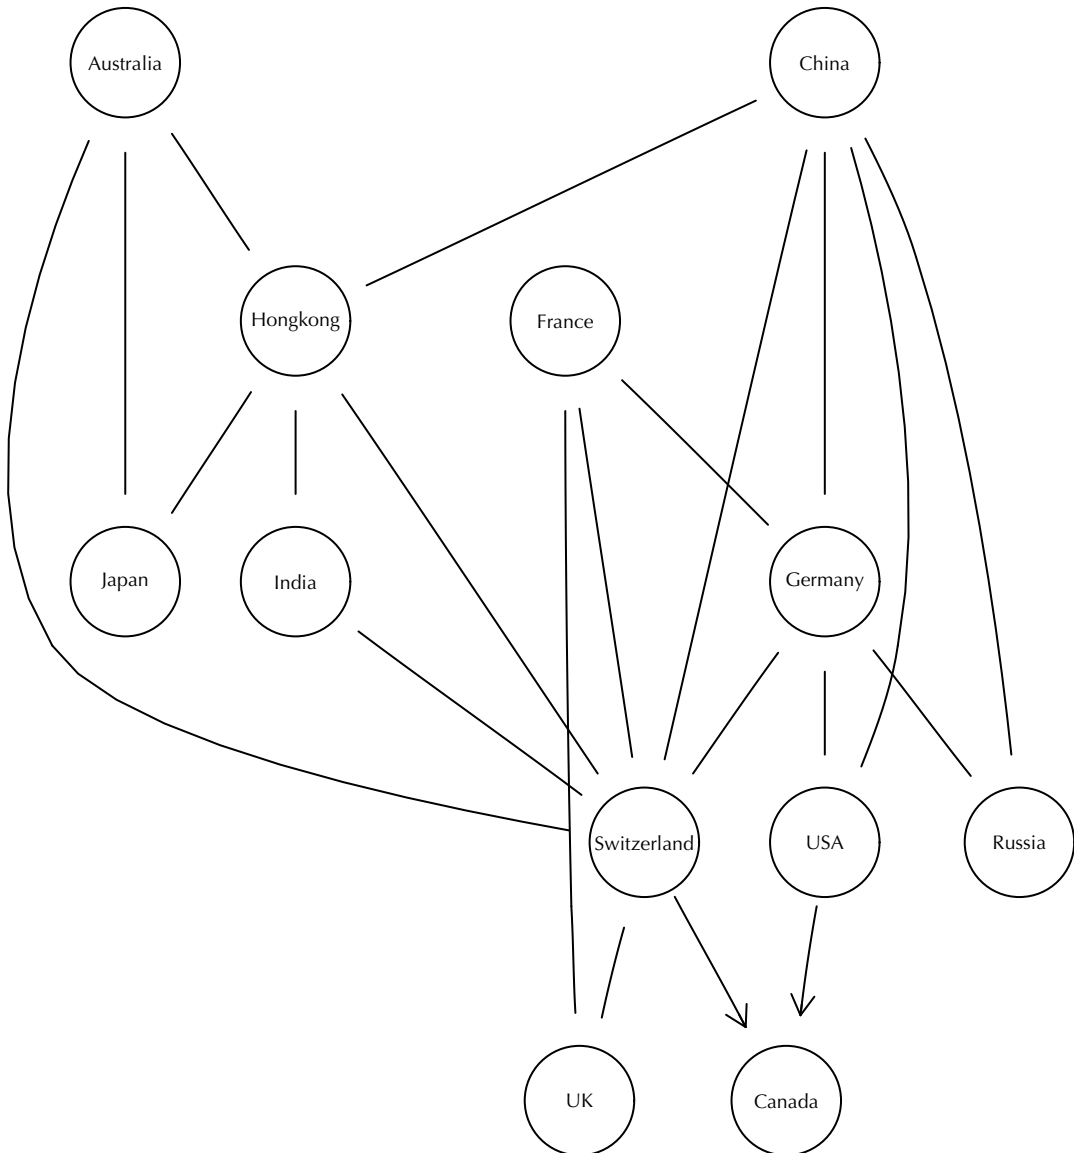 Australia
China
Hongkong
France
Japan
India
Germany
Switzerland
USA
Russia
UK
Canada